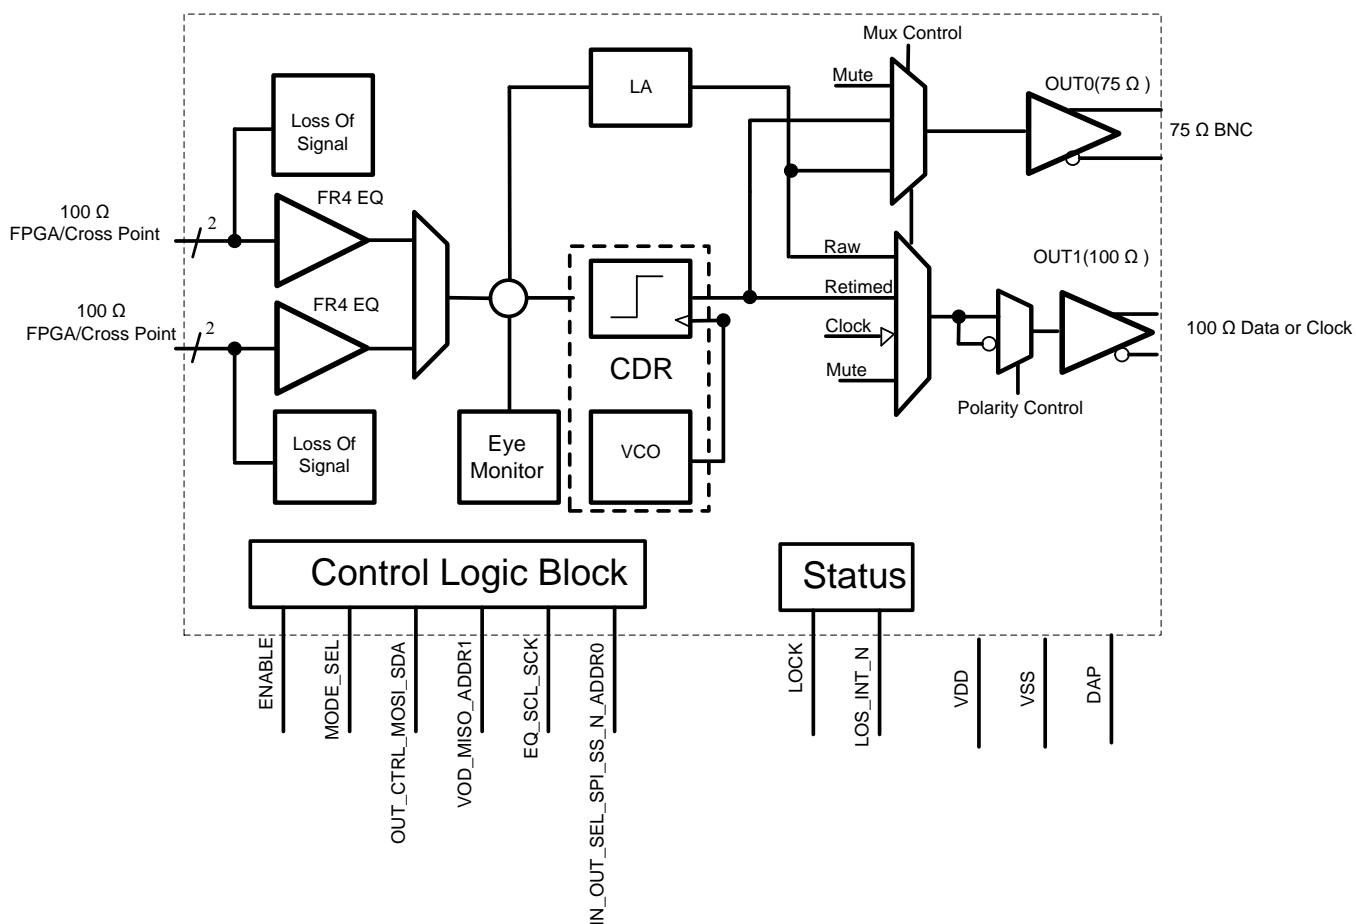 Mux Control
Mute
LA
OUT0(75 Ω )
75 Ω BNC
Loss Of
Signal
FR4 EQ
100 Ω
FPGA/Cross Point
2
Raw
OUT1(100 Ω )
Retimed
FR4 EQ
100 Ω
FPGA/Cross Point
2
Clock
100 Ω Data or Clock
CDR
Mute
Polarity Control
Loss Of
Signal
Eye
Monitor
VCO
Control Logic Block
Status
ENABLE
MODE_SEL
OUT_CTRL_MOSI_SDA
VOD_MISO_ADDR1
EQ_SCL_SCK
IN_OUT_SEL_SPI_SS_N_ADDR0
LOCK
LOS_INT_N
VDD
VSS
DAP